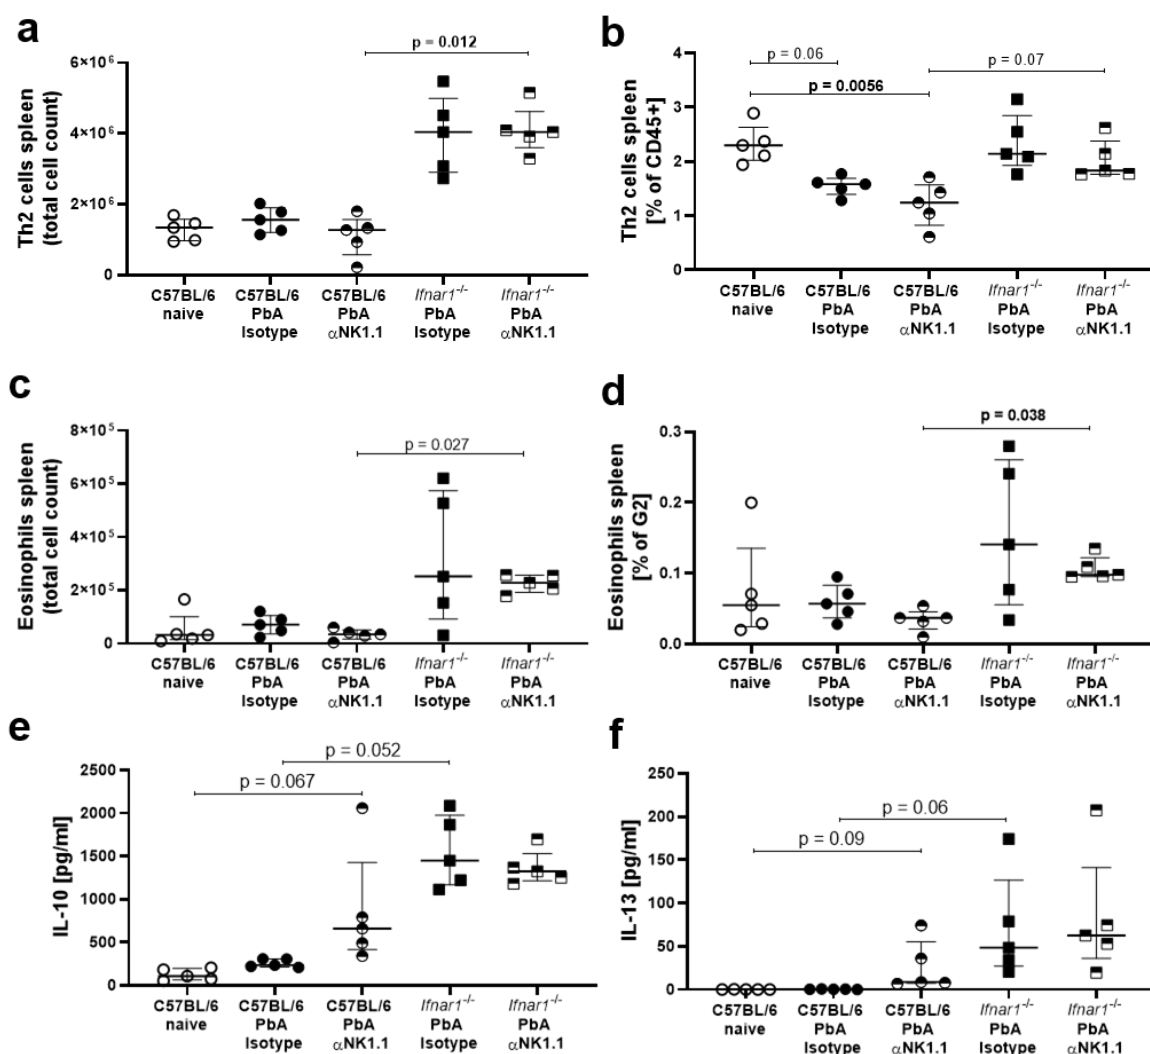 a
p = 0.012
Th2 cells spleen
(total cell count)
6×10⁶
4×10⁶
2×10⁶
0
C57BL/6 naive
C57BL/6 PbA Isotype
C57BL/6 PbA αNK1.1
Ifnar1⁻/⁻ PbA Isotype
Ifnar1⁻/⁻ PbA αNK1.1
b
p = 0.06
p = 0.07
p = 0.0056
Th2 cells spleen
[% of CD45+]
4
3
2
1
0
C57BL/6 naive
C57BL/6 PbA Isotype
C57BL/6 PbA αNK1.1
Ifnar1⁻/⁻ PbA Isotype
Ifnar1⁻/⁻ PbA αNK1.1
c
p = 0.027
Eosinophils spleen
(total cell count)
8×10⁵
6×10⁵
4×10⁵
2×10⁵
0
C57BL/6 naive
C57BL/6 PbA Isotype
C57BL/6 PbA αNK1.1
Ifnar1⁻/⁻ PbA Isotype
Ifnar1⁻/⁻ PbA αNK1.1
d
p = 0.038
Eosinophils spleen
[% of G2]
0.3
0.2
0.1
0.0
C57BL/6 naive
C57BL/6 PbA Isotype
C57BL/6 PbA αNK1.1
Ifnar1⁻/⁻ PbA Isotype
Ifnar1⁻/⁻ PbA αNK1.1
e
p = 0.052
p = 0.067
IL-10 [pg/ml]
2500
2000
1500
1000
500
0
C57BL/6 naive
C57BL/6 PbA Isotype
C57BL/6 PbA αNK1.1
Ifnar1⁻/⁻ PbA Isotype
Ifnar1⁻/⁻ PbA αNK1.1
f
p = 0.06
p = 0.09
IL-13 [pg/ml]
250
200
150
100
50
0
C57BL/6 naive
C57BL/6 PbA Isotype
C57BL/6 PbA αNK1.1
Ifnar1⁻/⁻ PbA Isotype
Ifnar1⁻/⁻ PbA αNK1.1